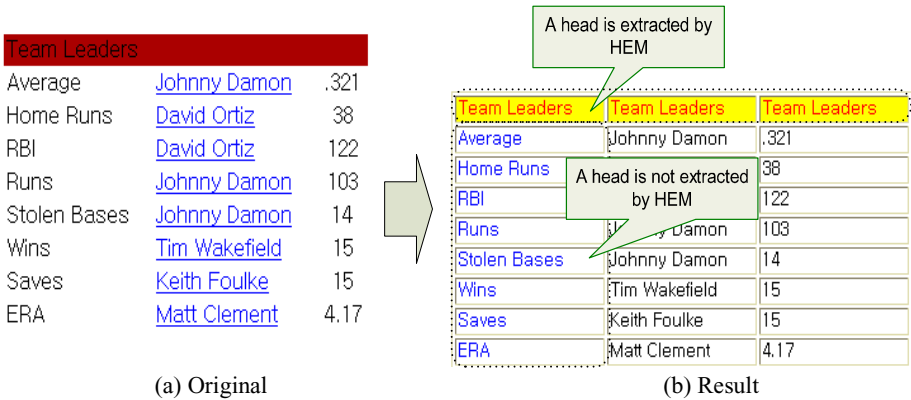 Team Leaders
Average Johnny Damon .321
Home Runs David Ortiz 38
RBI David Ortiz 122
Runs Johnny Damon 103
Stolen Bases Johnny Damon 14
Wins Tim Wakefield 15
Saves Keith Foulke 15
ERA Matt Clement 4.17
(a) Original
A head is extracted by
HEM
Team Leaders Team Leaders Team Leaders
Average Johnny Damon .321
Home Runs 38
A head is not extracted
by HEM
RBI 122
Runs Damon 103
Stolen Bases Johnny Damon 14
Wins Tim Wakefield 15
Saves Keith Foulke 15
ERA Matt Clement 4.17
(b) Result